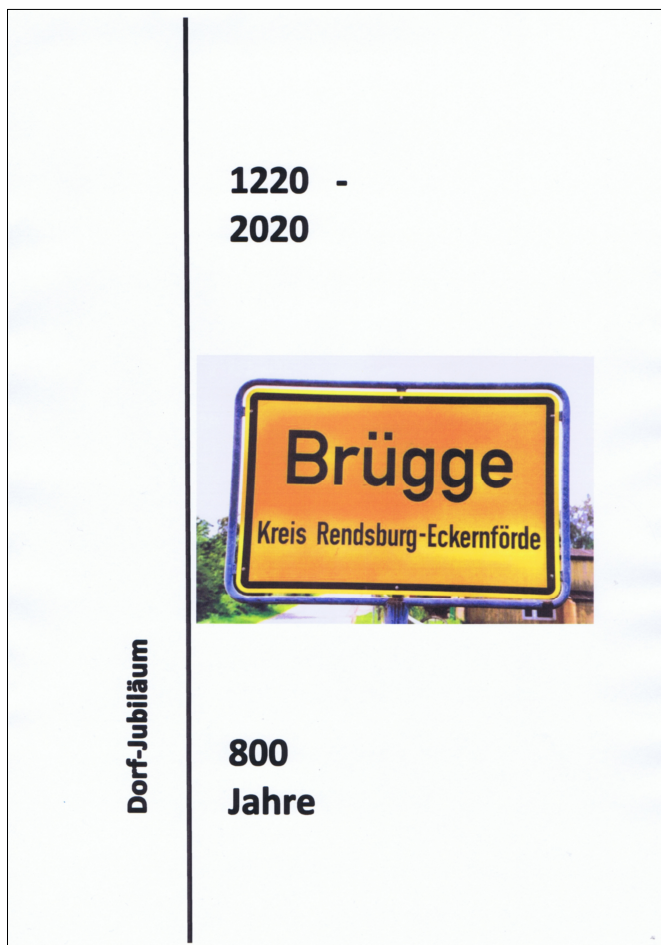 1220 -
2020
Brügge
Kreis Rendsburg-Eckernförde
Dorf-Jubiläum
800
Jahre